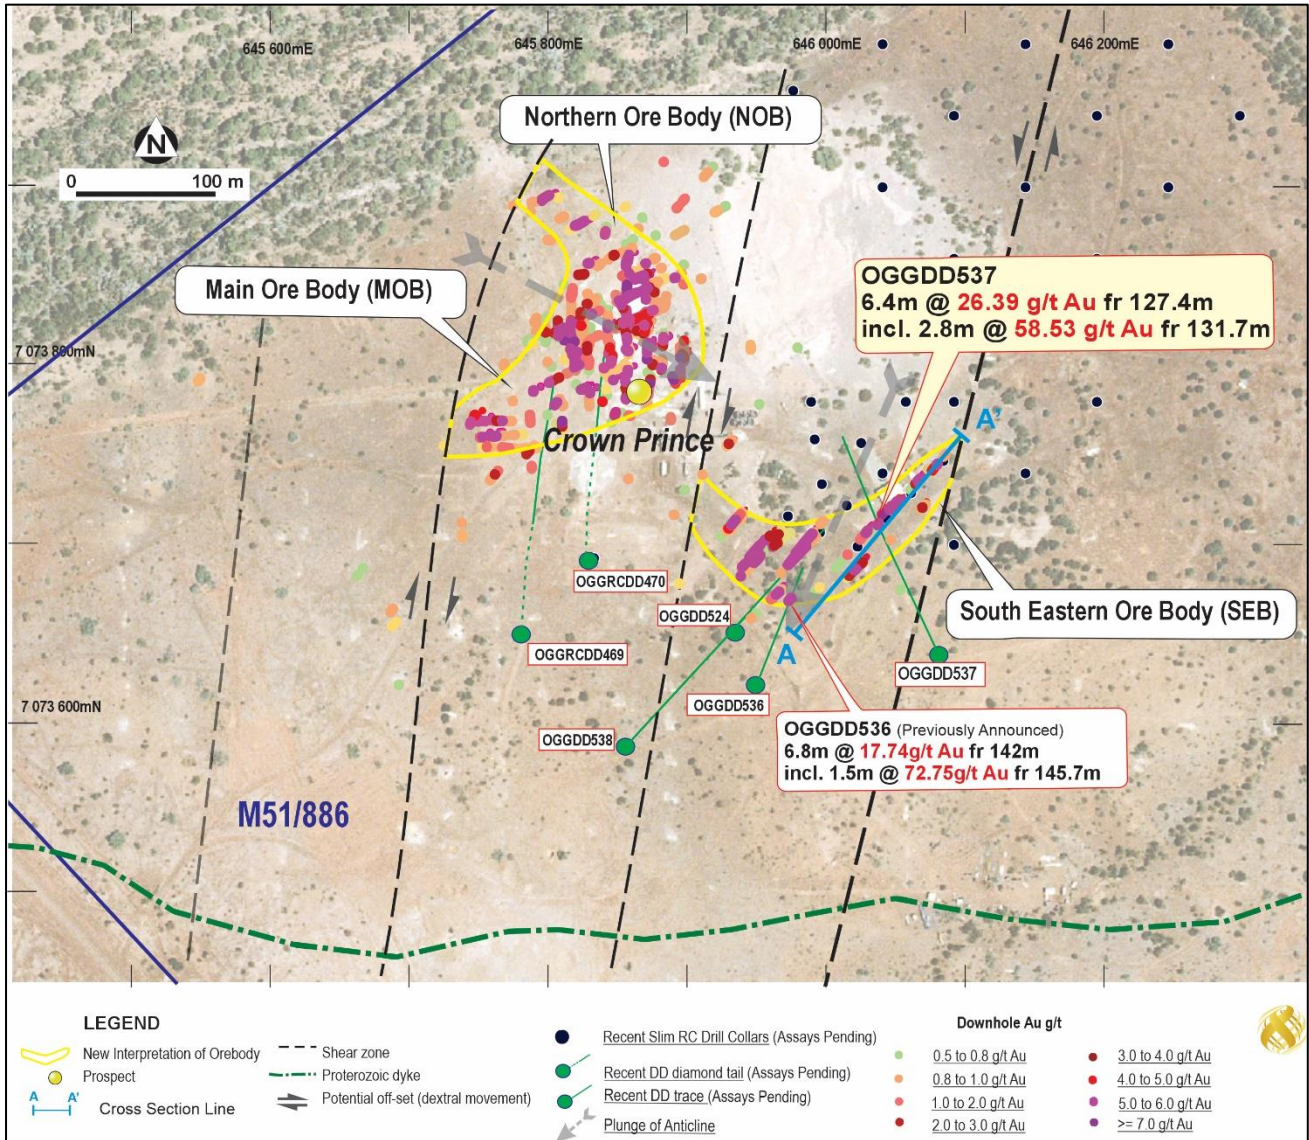 645 600mE
645 800mE
646 000mE
646 200mE
Northern Ore Body (NOB)
N
0 100 m
OGGDD537
6.4m @ 26.39 g/t Au fr 127.4m
incl. 2.8m @ 58.53 g/t Au fr 131.7m
Main Ore Body (MOB)
7 073 800mN
Crown Prince
A'
OGGRCDD470
OGGDD524
South Eastern Ore Body (SEB)
A
OGGRCDD469
OGGDD537
OGGDD536
7 073 600mN
OGGDD538
OGGDD536 (Previously Announced)
6.8m @ 17.74g/t Au fr 142m
incl. 1.5m @ 72.75g/t Au fr 145.7m
M51/886
LEGEND
New Interpretation of Orebody
Prospect
A A'
Cross Section Line
Shear zone
Proterozoic dyke
Potential off-set (dextral movement)
Recent Slim RC Drill Collars (Assays Pending)
Recent DD diamond tail (Assays Pending)
Recent DD trace (Assays Pending)
Plunge of Anticline
Downhole Au g/t
0.5 to 0.8 g/t Au
0.8 to 1.0 g/t Au
1.0 to 2.0 g/t Au
2.0 to 3.0 g/t Au
3.0 to 4.0 g/t Au
4.0 to 5.0 g/t Au
5.0 to 6.0 g/t Au
>= 7.0 g/t Au